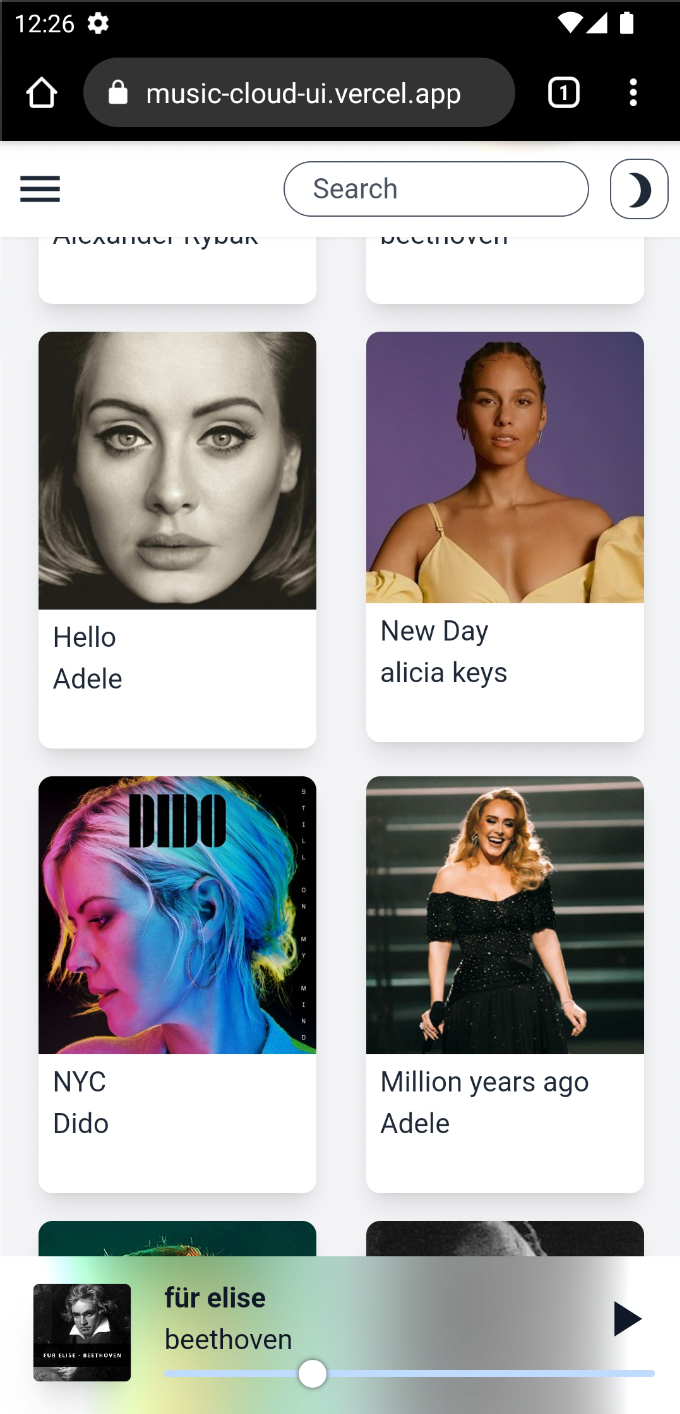 12:26
music-cloud-ui.vercel.app
1
Search
Alexander Rybak
beethoven
Hello
Adele
New Day
alicia keys
DIDO
STILL ON MY MIND
NYC
Dido
Million years ago
Adele
FUR ELISE - BEETHOVEN
für elise
beethoven